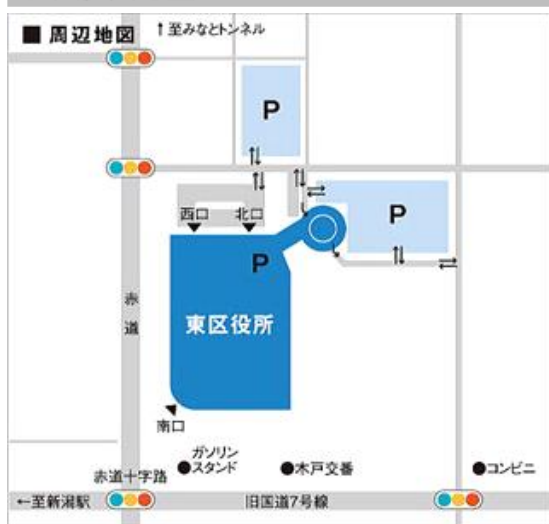 ■ 周辺地図
↑至みなとトンネル
P
P
西口
北口
P
赤道
東区役所
南口
ガソリン
スタンド
●木戸交番
●コンビニ
赤道十字路
←至新潟駅
旧国道7号線